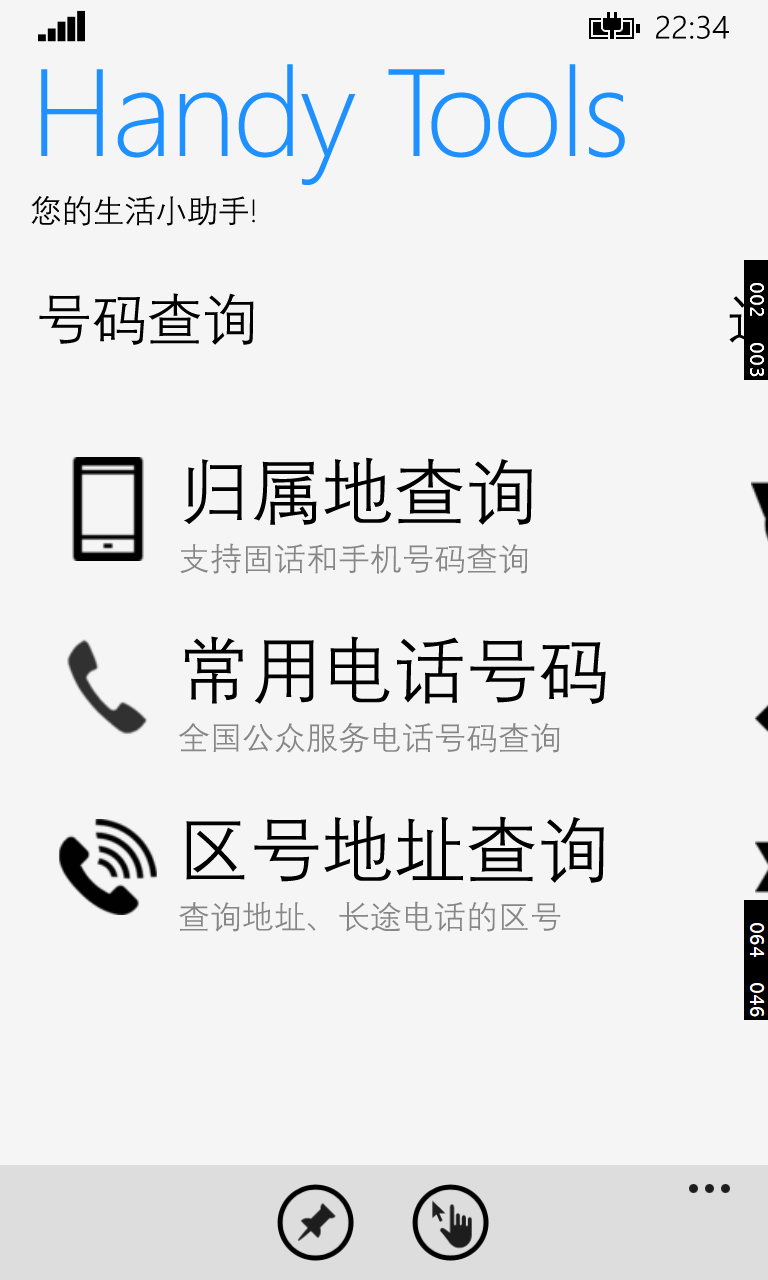 22:34
Handy Tools
您的生活小助手!
号码查询
002 003
归属地查询
支持固话和手机号码查询
常用电话号码
全国公众服务电话号码查询
区号地址查询
查询地址、长途电话的区号
064 046